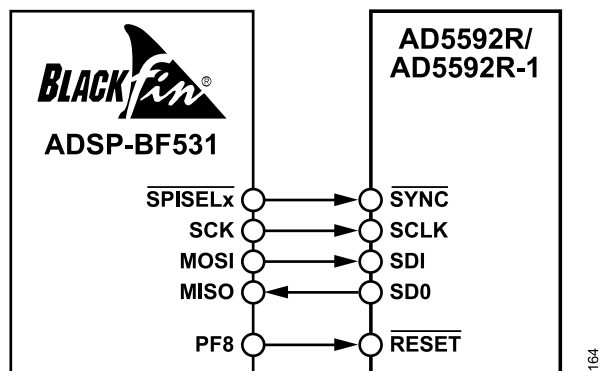 BLACKfin®
ADSP-BF531
AD5592R/
AD5592R-1
SPISELx
SYNC
SCK
SCLK
MOSI
SDI
MISO
SD0
PF8
RESET
164